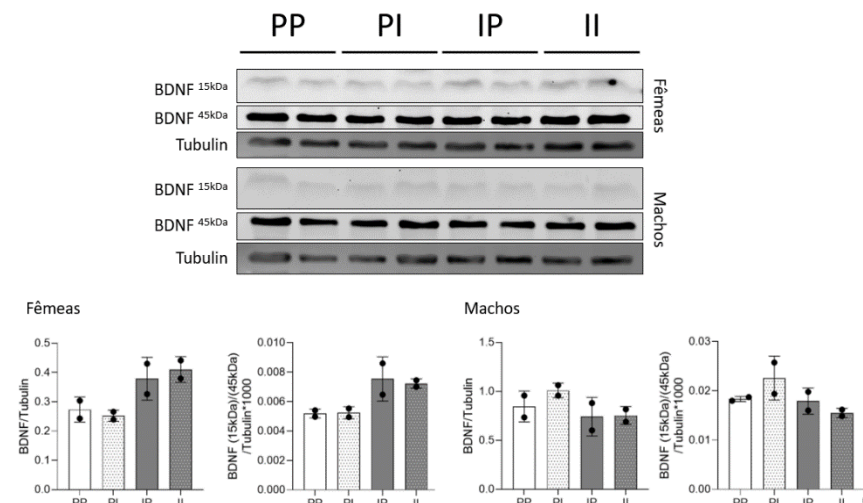 PP PI IP II
BDNF 15kDa
BDNF 45kDa
Tubulin
Fêmeas
BDNF 15kDa
BDNF 45kDa
Tubulin
Machos
Fêmeas
BDNF/Tubulin
0.5
0.4
0.3
0.2
0.1
0.0
PP PI IP II
BDNF (15kDa)/(45kDa)
/Tubulin*1000
0.010
0.008
0.006
0.004
0.002
0.000
PP PI IP II
Machos
BDNF/Tubulin
1.5
1.0
0.5
0.0
PP PI IP II
BDNF (15kDa)/(45kDa)
/Tubulin*1000
0.03
0.02
0.01
0.00
PP PI IP II